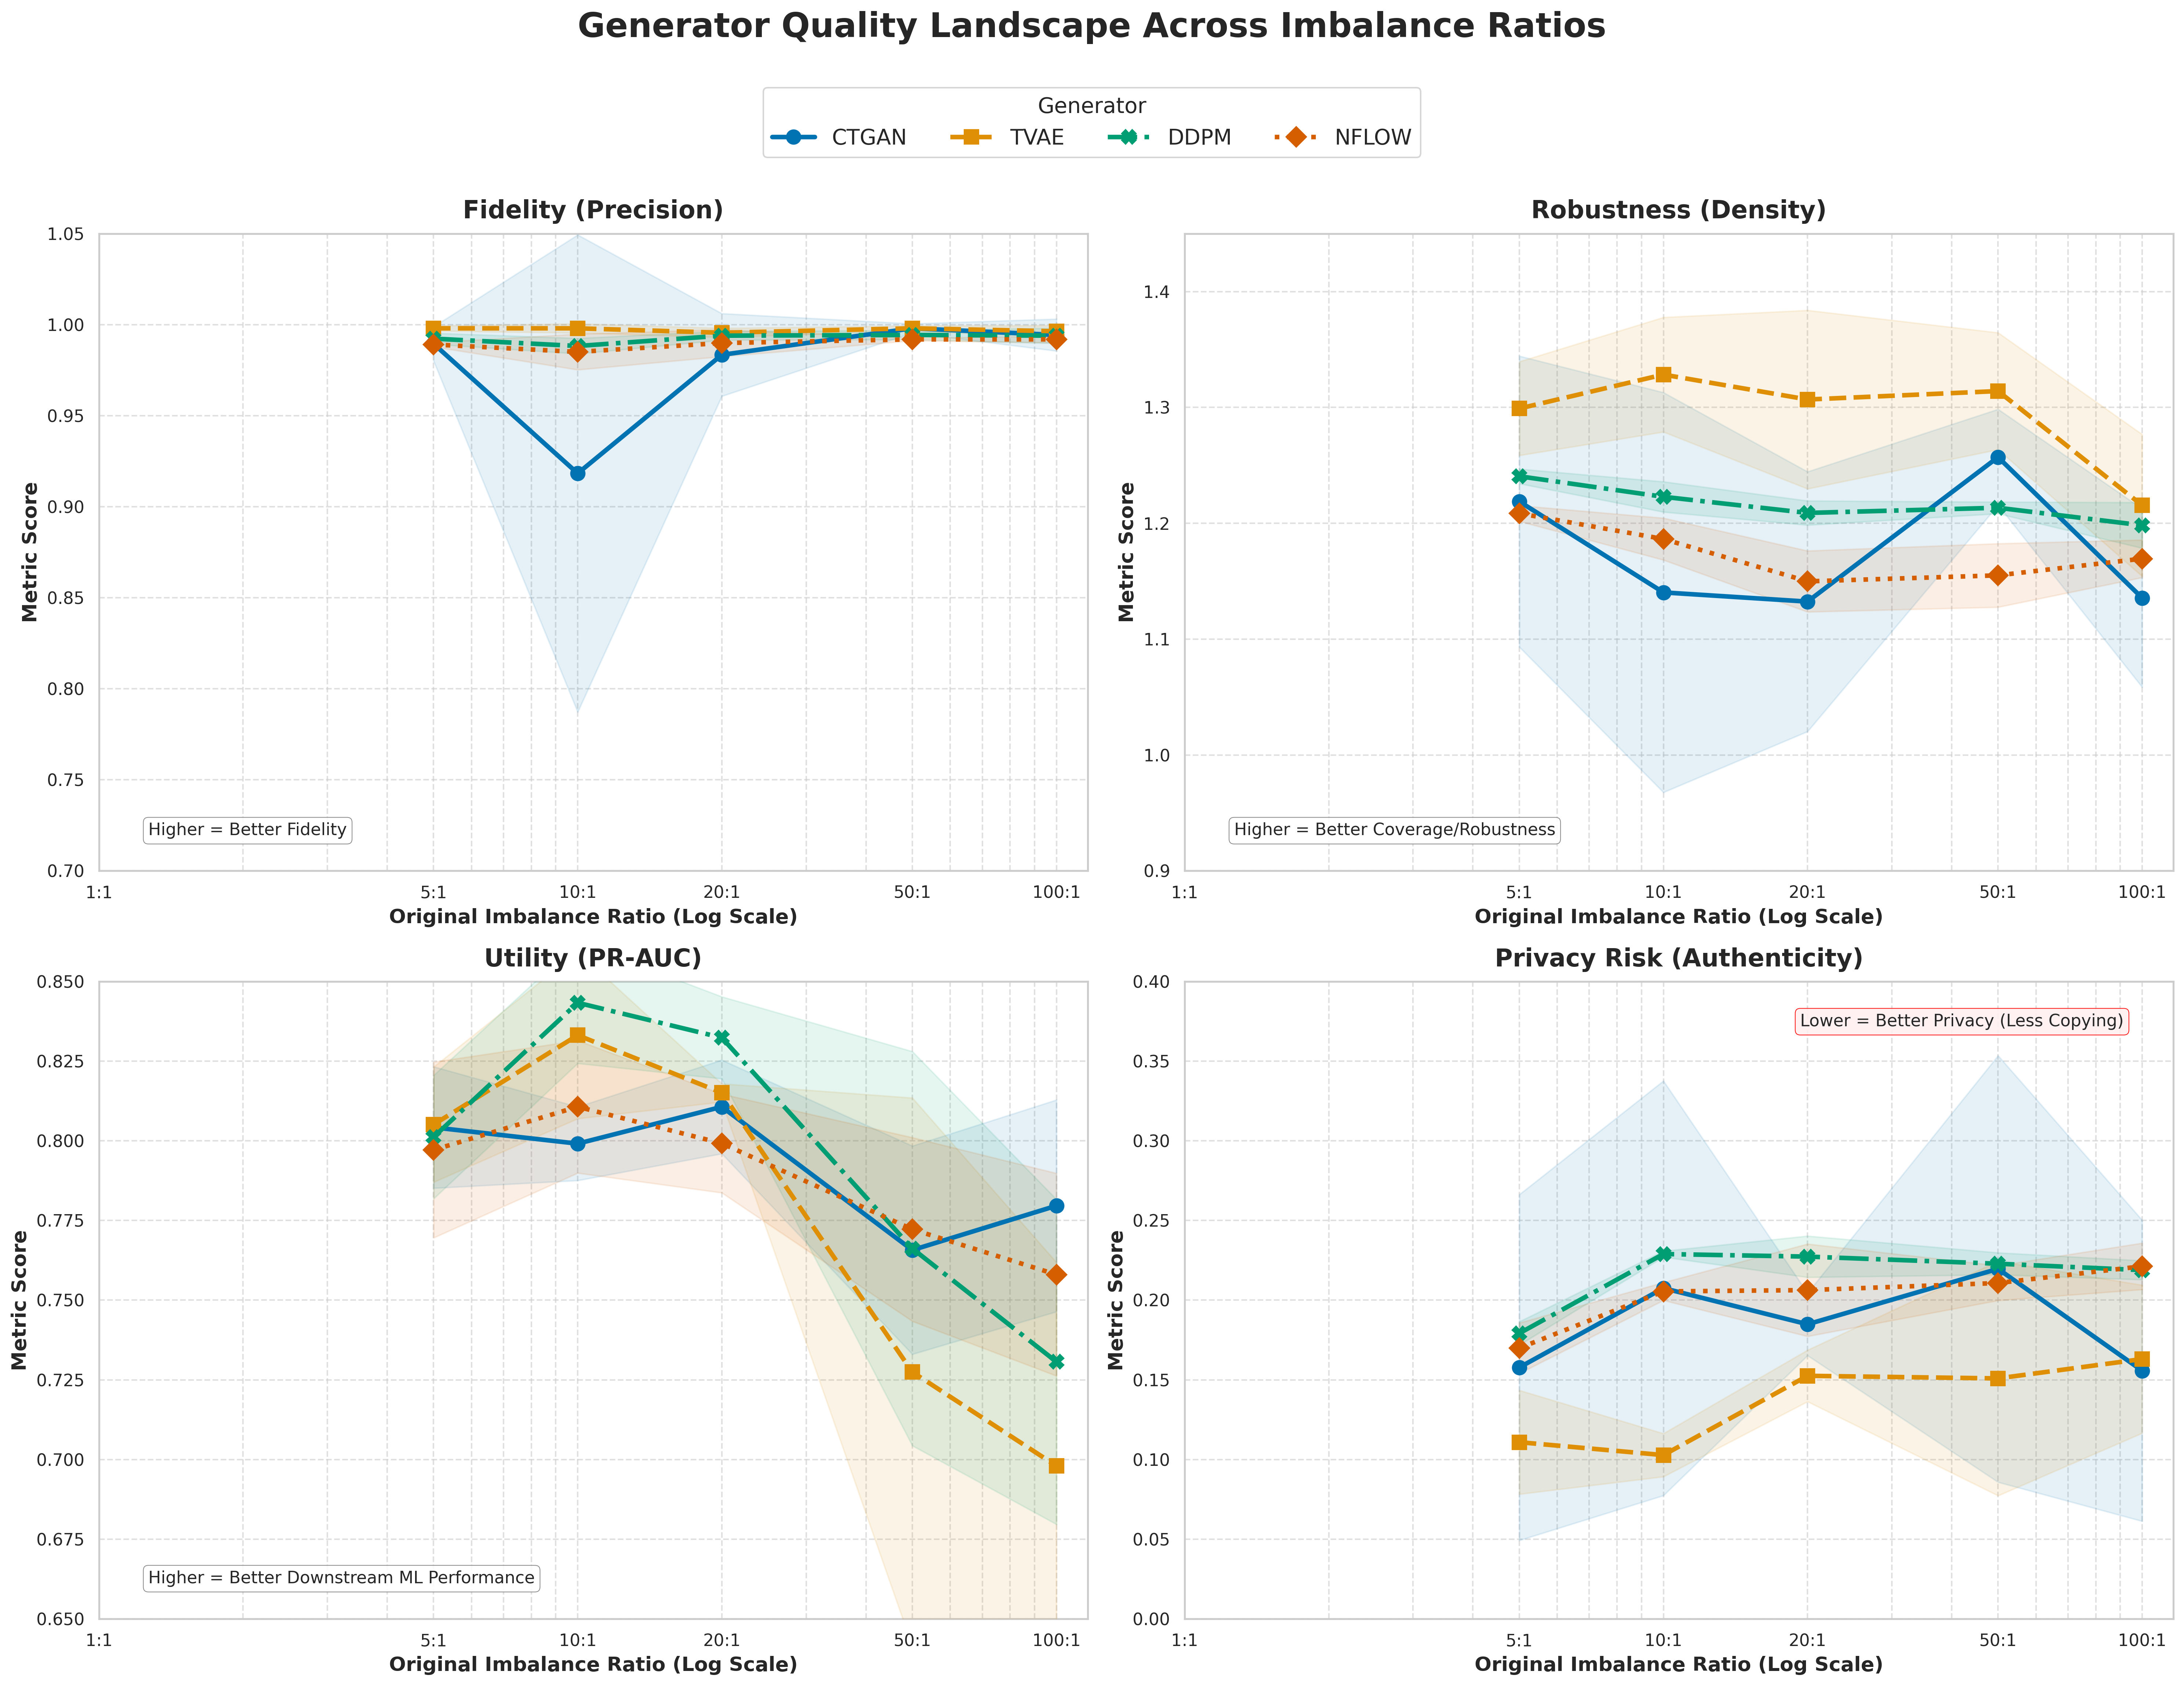 Generator Quality Landscape Across Imbalance Ratios
Generator
CTGAN TVAE DDPM NFLOW
Fidelity (Precision)
Metric Score
1.05
1.00
0.95
0.90
0.85
0.80
0.75
0.70
Higher = Better Fidelity
1:1 5:1 10:1 20:1 50:1 100:1
Original Imbalance Ratio (Log Scale)
Robustness (Density)
Metric Score
1.4
1.3
1.2
1.1
1.0
0.9
Higher = Better Coverage/Robustness
1:1 5:1 10:1 20:1 50:1 100:1
Original Imbalance Ratio (Log Scale)
Utility (PR-AUC)
Metric Score
0.850
0.825
0.800
0.775
0.750
0.725
0.700
0.675
0.650
Higher = Better Downstream ML Performance
1:1 5:1 10:1 20:1 50:1 100:1
Original Imbalance Ratio (Log Scale)
Privacy Risk (Authenticity)
Metric Score
0.40
0.35
0.30
0.25
0.20
0.15
0.10
0.05
0.00
Lower = Better Privacy (Less Copying)
1:1 5:1 10:1 20:1 50:1 100:1
Original Imbalance Ratio (Log Scale)